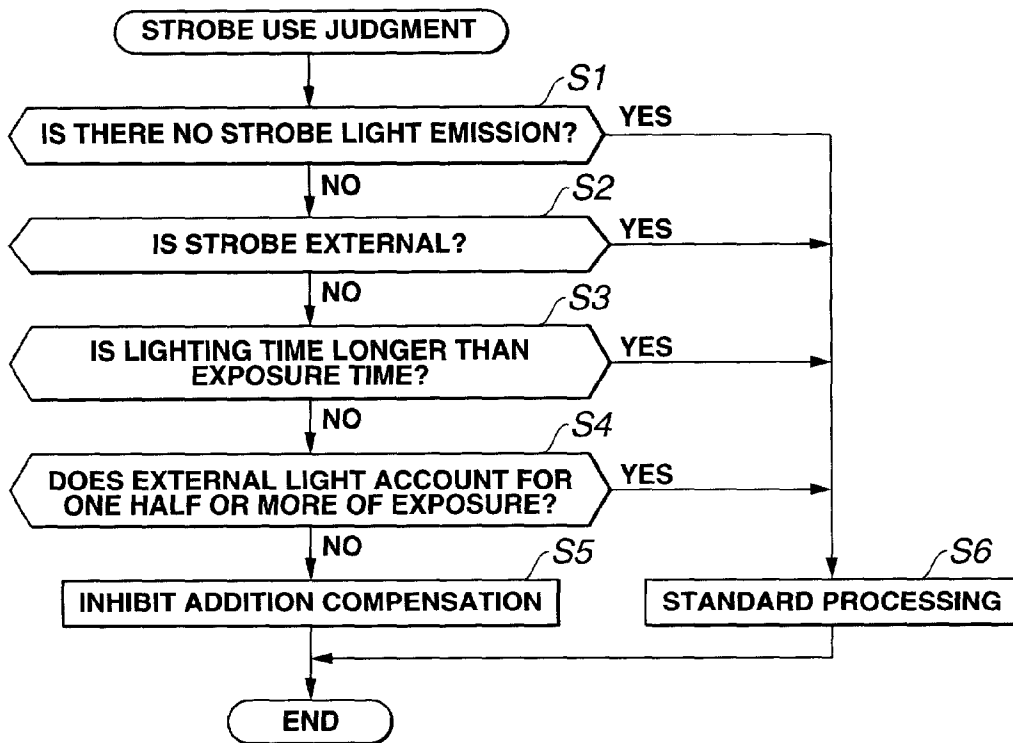 STROBE USE JUDGMENT
S1
IS THERE NO STROBE LIGHT EMISSION?
YES
NO
S2
IS STROBE EXTERNAL?
YES
NO
S3
IS LIGHTING TIME LONGER THAN
EXPOSURE TIME?
YES
NO
S4
DOES EXTERNAL LIGHT ACCOUNT FOR
ONE HALF OR MORE OF EXPOSURE?
YES
NO
S5
INHIBIT ADDITION COMPENSATION
S6
STANDARD PROCESSING
END